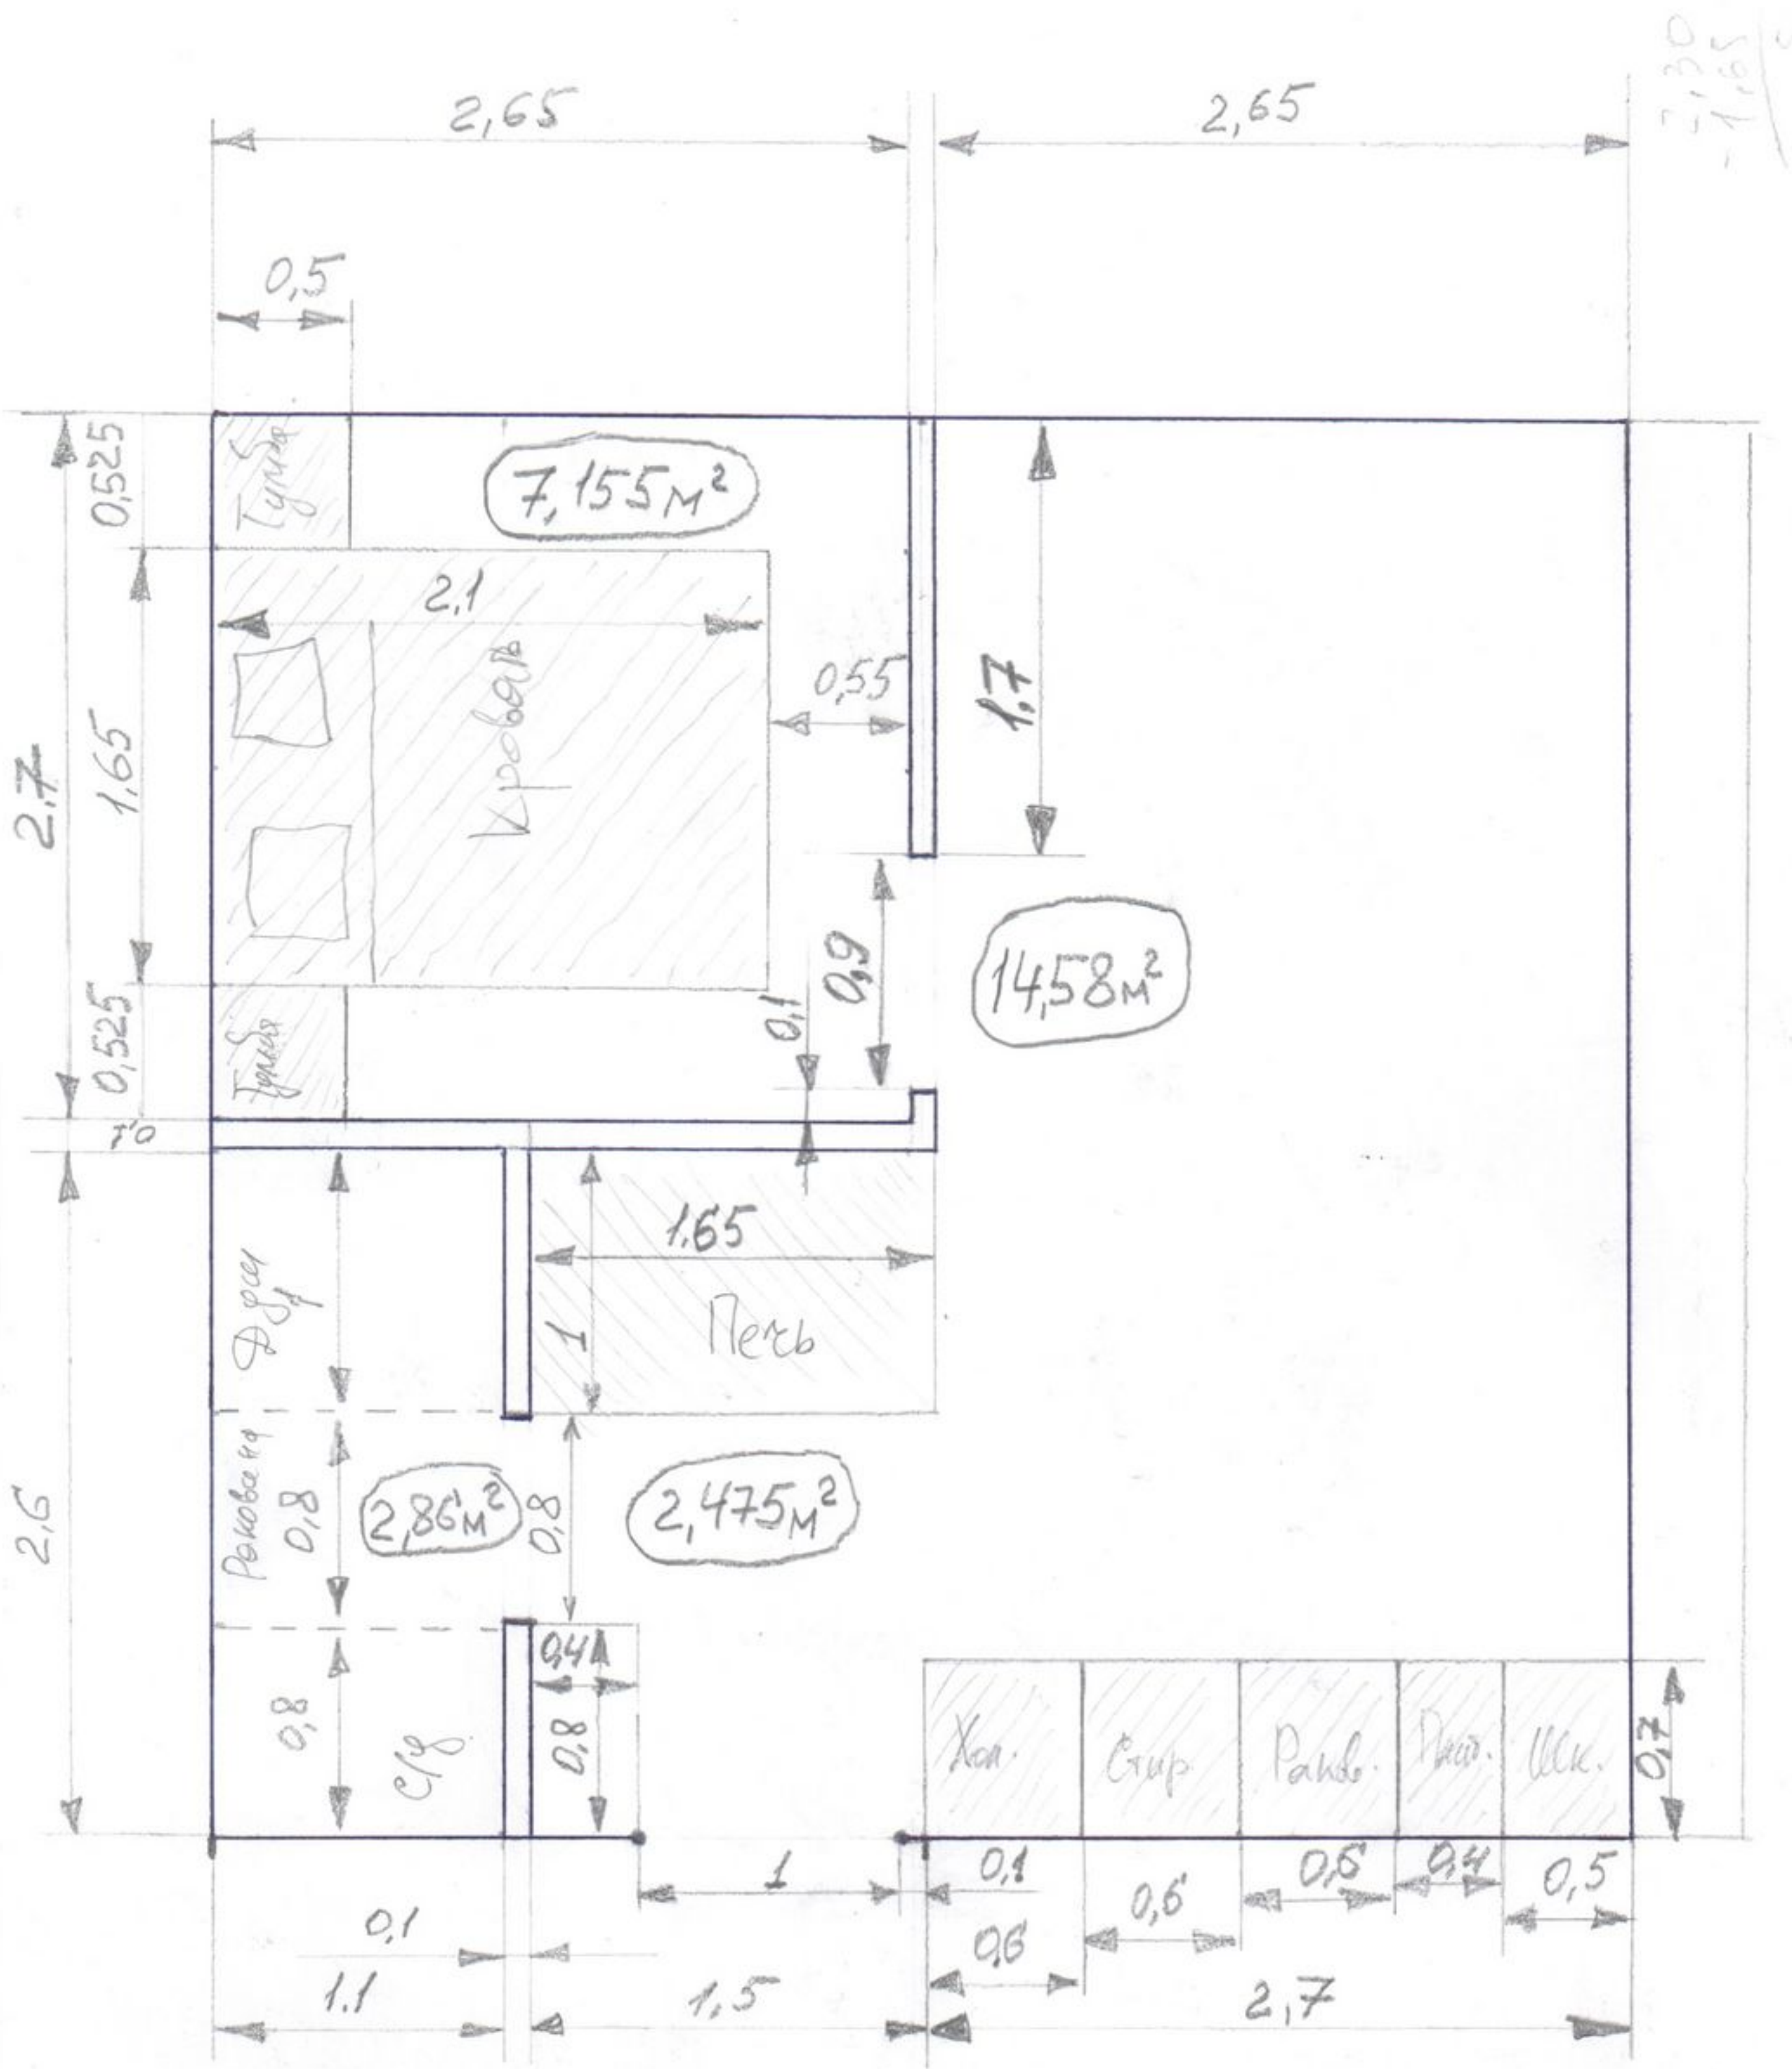 2,65
2,65
0,5
Тумба
7,155м²
0,525
2,1
Кровать
1,65
2,7
0,55
1,7
0,9
0,1
14,58м²
0,525
Тумба
1,65
Печь
1
Душ
Раковина
0,8
2,86м²
0,8
2,475м²
2,6
0,4
0,8
0,8
С/у
Хол.
Стир.
Раков.
Шк.
0,7
1
0,1
0,6
0,4
0,5
0,6
0,6
0,1
1.1
1,5
2,7